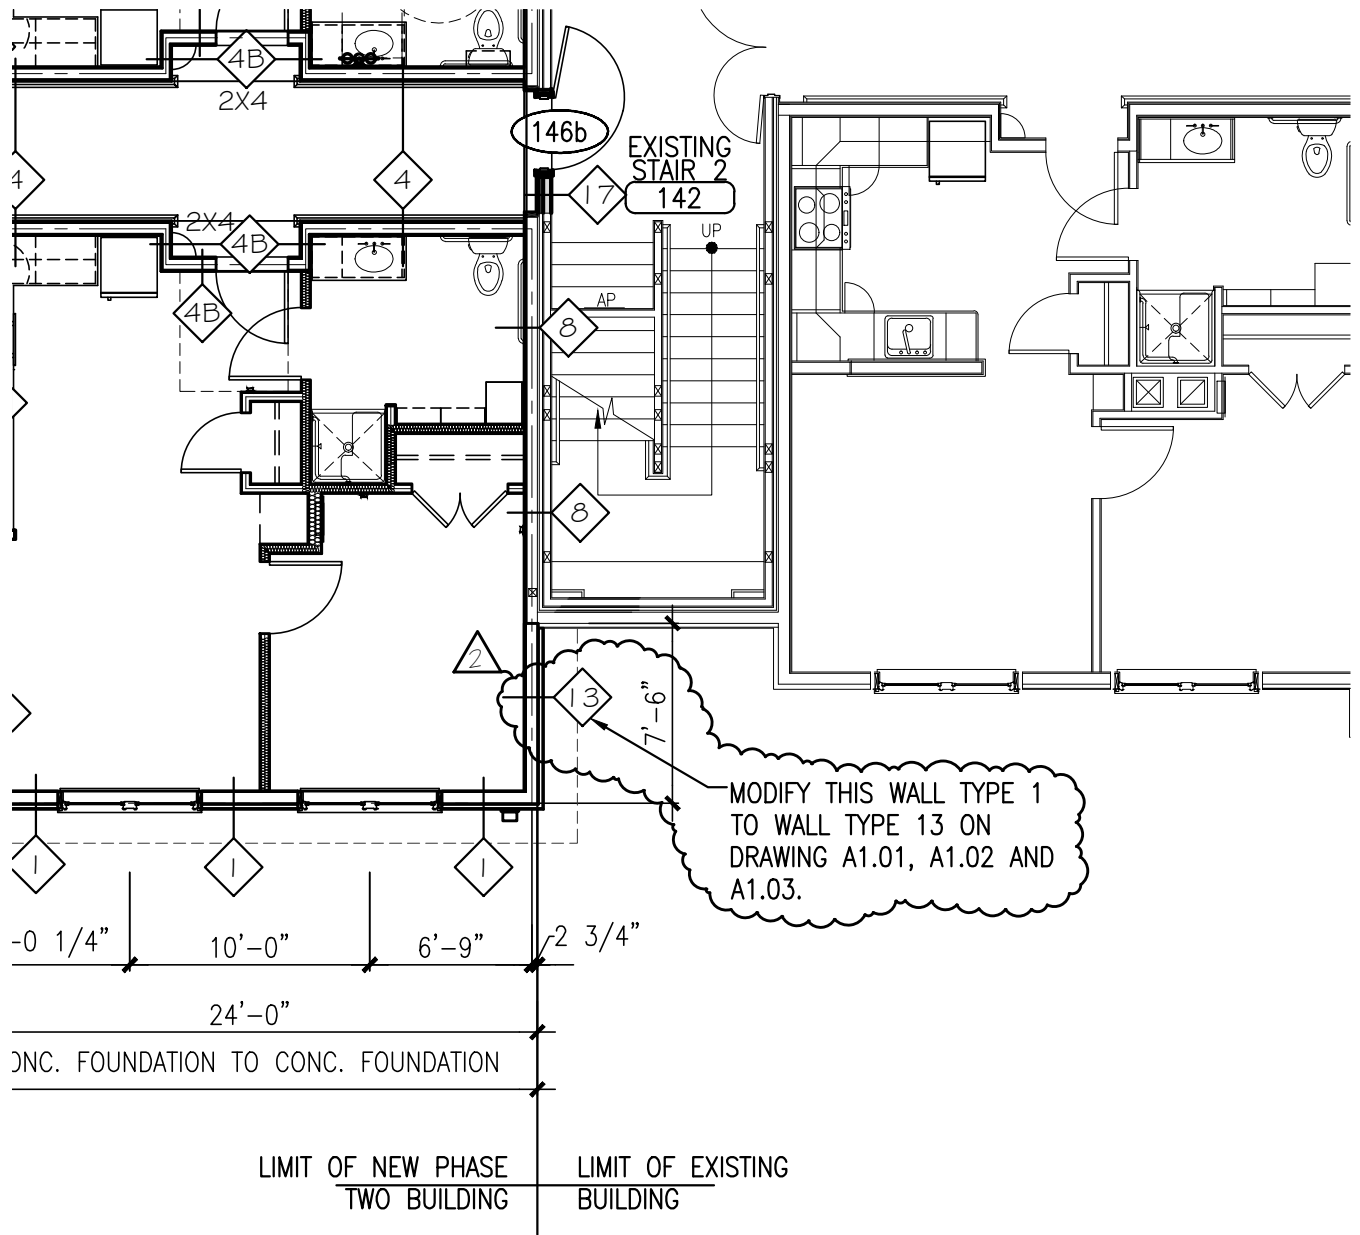 4B
2X4
146b
EXISTING
STAIR 2
142
4
4
17
2X4
4B
UP
4B
AP
8
8
2
13
7'-6"
MODIFY THIS WALL TYPE 1
TO WALL TYPE 13 ON
DRAWING A1.01, A1.02 AND
A1.03.
1
1
1
-0 1/4"
10'-0"
6'-9"
2 3/4"
24'-0"
ONC. FOUNDATION TO CONC. FOUNDATION
LIMIT OF NEW PHASE
TWO BUILDING
LIMIT OF EXISTING
BUILDING